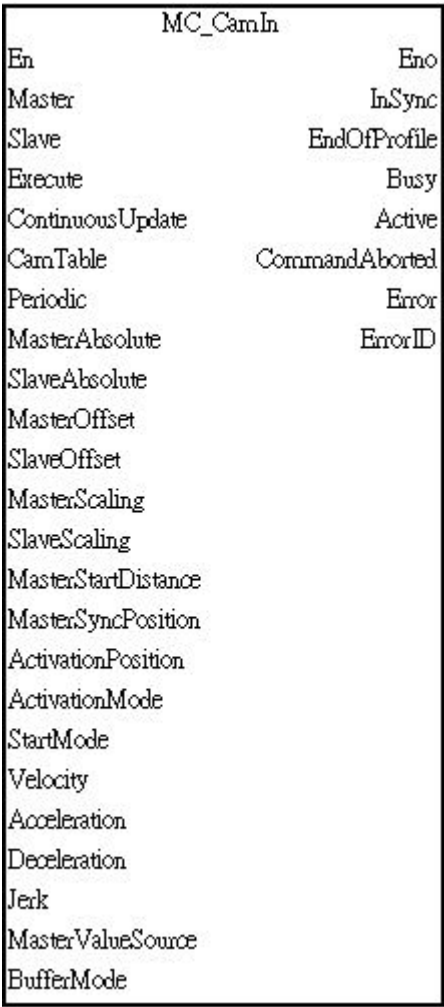 MC_CamIn
En Eno
Master InSync
Slave EndOfProfile
Execute Busy
ContinuousUpdate Active
CamTable CommandAborted
Periodic Error
MasterAbsolute ErrorID
SlaveAbsolute
MasterOffset
SlaveOffset
MasterScaling
SlaveScaling
MasterStartDistance
MasterSyncPosition
ActivationPosition
ActivationMode
StartMode
Velocity
Acceleration
Deceleration
Jerk
MasterValueSource
BufferMode